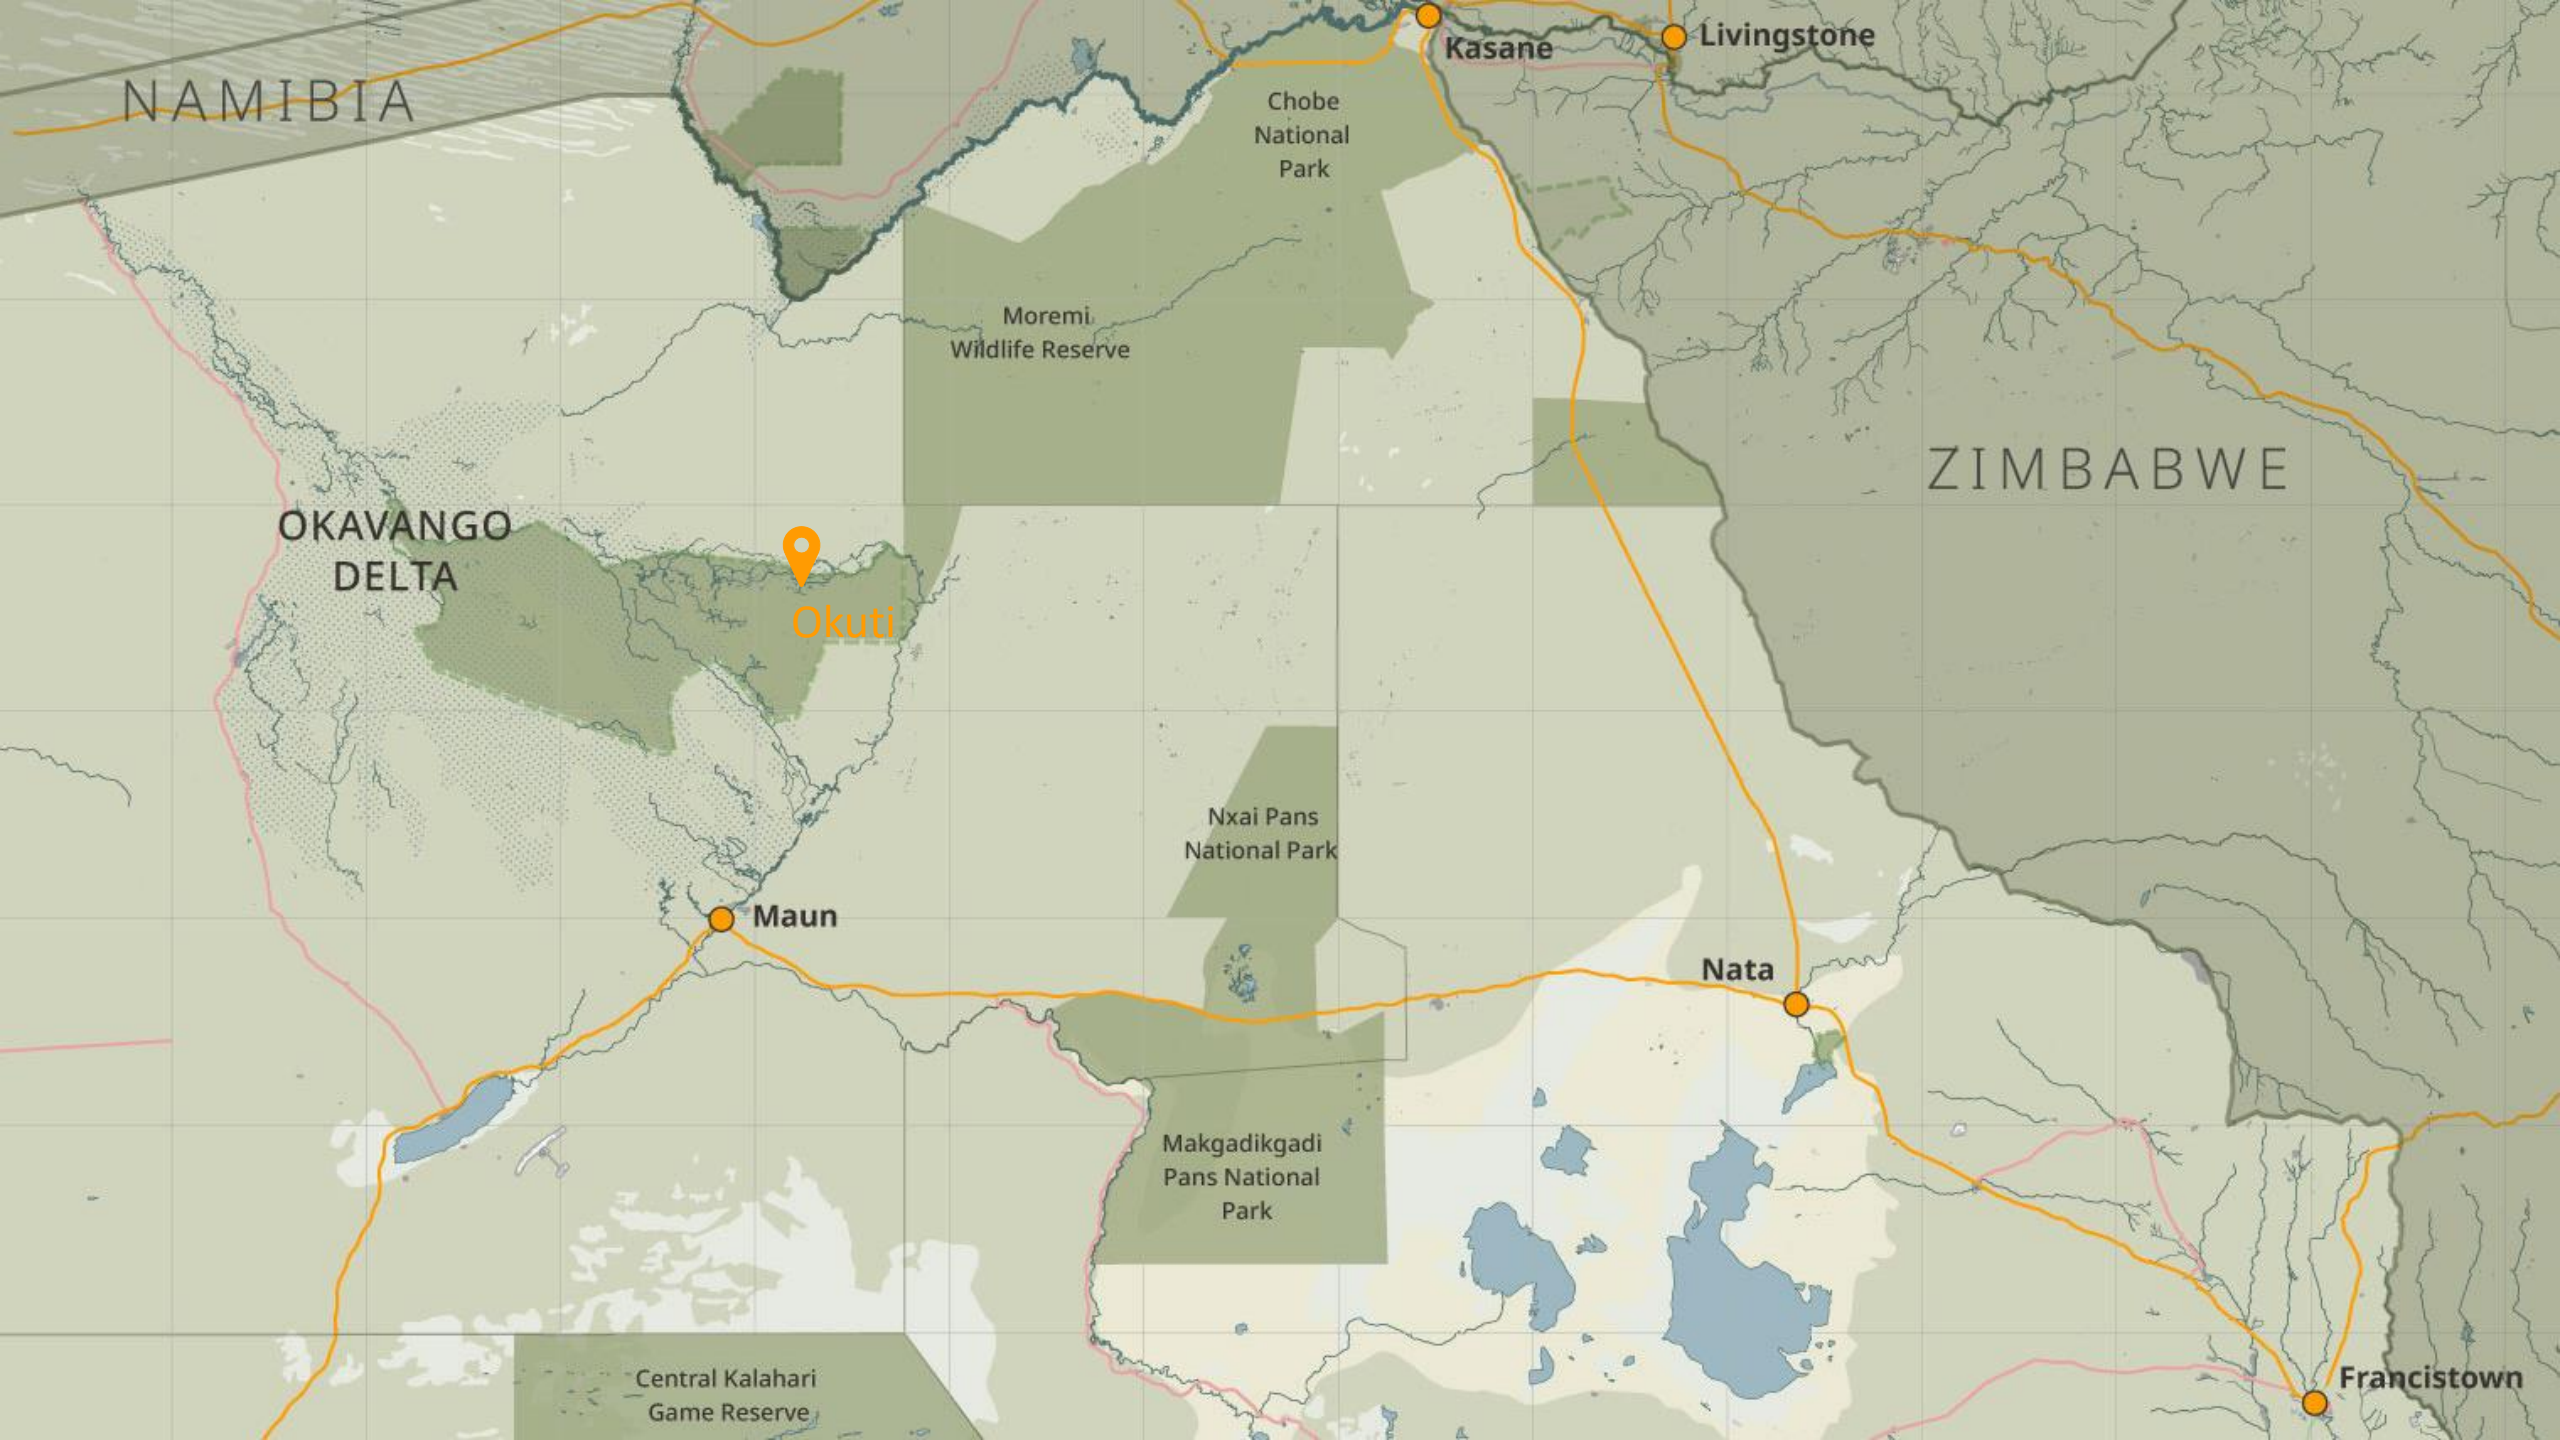 Livingstone
Kasane
NAMIBIA
Chobe
National
Park
Moremi
Wildlife Reserve
ZIMBABWE
OKAVANGO
DELTA
Okuti
Nxai Pans
National Park
Maun
Nata
Makgadikgadi
Pans National
Park
Central Kalahari
Game Reserve
Francistown